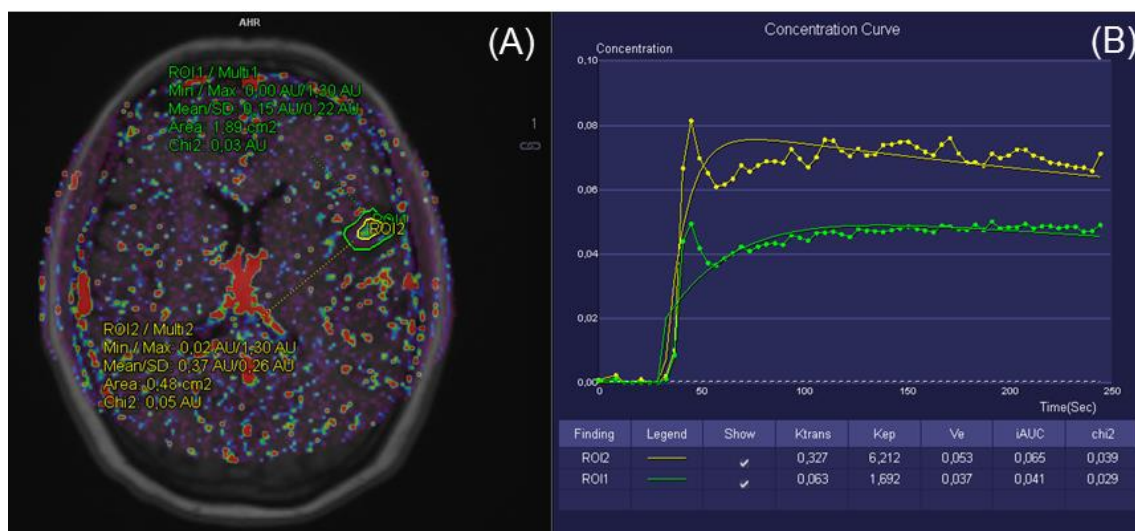 AHR
(A)
ROI1 / Multi1
Min / Max 0,00 AU/1,30 AU
Mean/SD 0,15 AU/0,22 AU
Area 1,89 cm2
Chi2 0,03 AU
1
ROI1
ROI2
ROI2 / Multi2
Min / Max 0,02 AU/1,30 AU
Mean/SD 0,37 AU/0,26 AU
Area 0,48 cm2
Chi2 0,05 AU
Concentration Curve
(B)
Concentration
0,10
0,08
0,06
0,04
0,02
0,00
0 50 100 150 200 250
Time(Sec)
Finding Legend Show Ktrans Kep Ve iAUC chi2
ROI2 0,327 6,212 0,053 0,065 0,039
ROI1 0,063 1,692 0,037 0,041 0,029